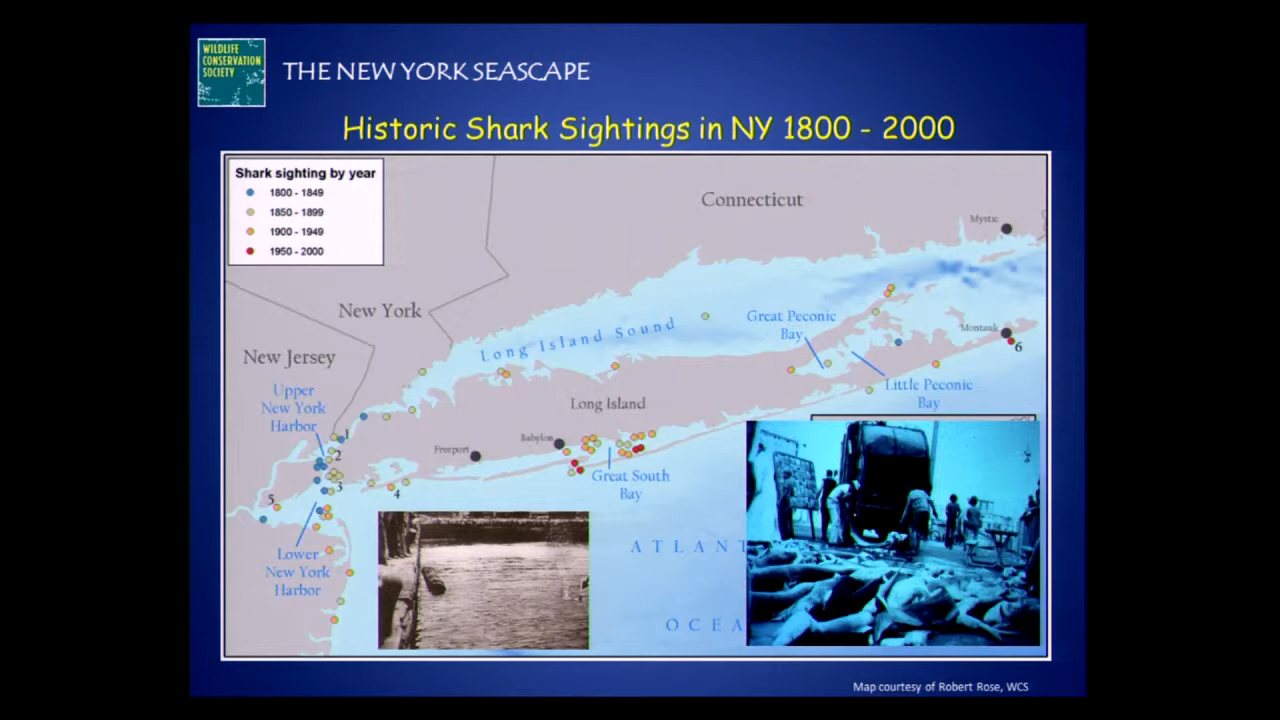 WILDLIFE
CONSERVATION
SOCIETY
THE NEW YORK SEASCAPE
Historic Shark Sightings in NY 1800 - 2000
Shark sighting by year
1800 - 1849
1850 - 1899
1900 - 1949
1950 - 2000
Connecticut
Mystic
New York
Long Island Sound
Great Peconic
Bay
Montauk
6
New Jersey
Little Peconic
Bay
Upper
New York
Harbor
Long Island
1
Babylon
Freeport
2
Great South
Bay
3
4
5
Lower
New York
Harbor
ATLANT
OCEA
Map courtesy of Robert Rose, WCS